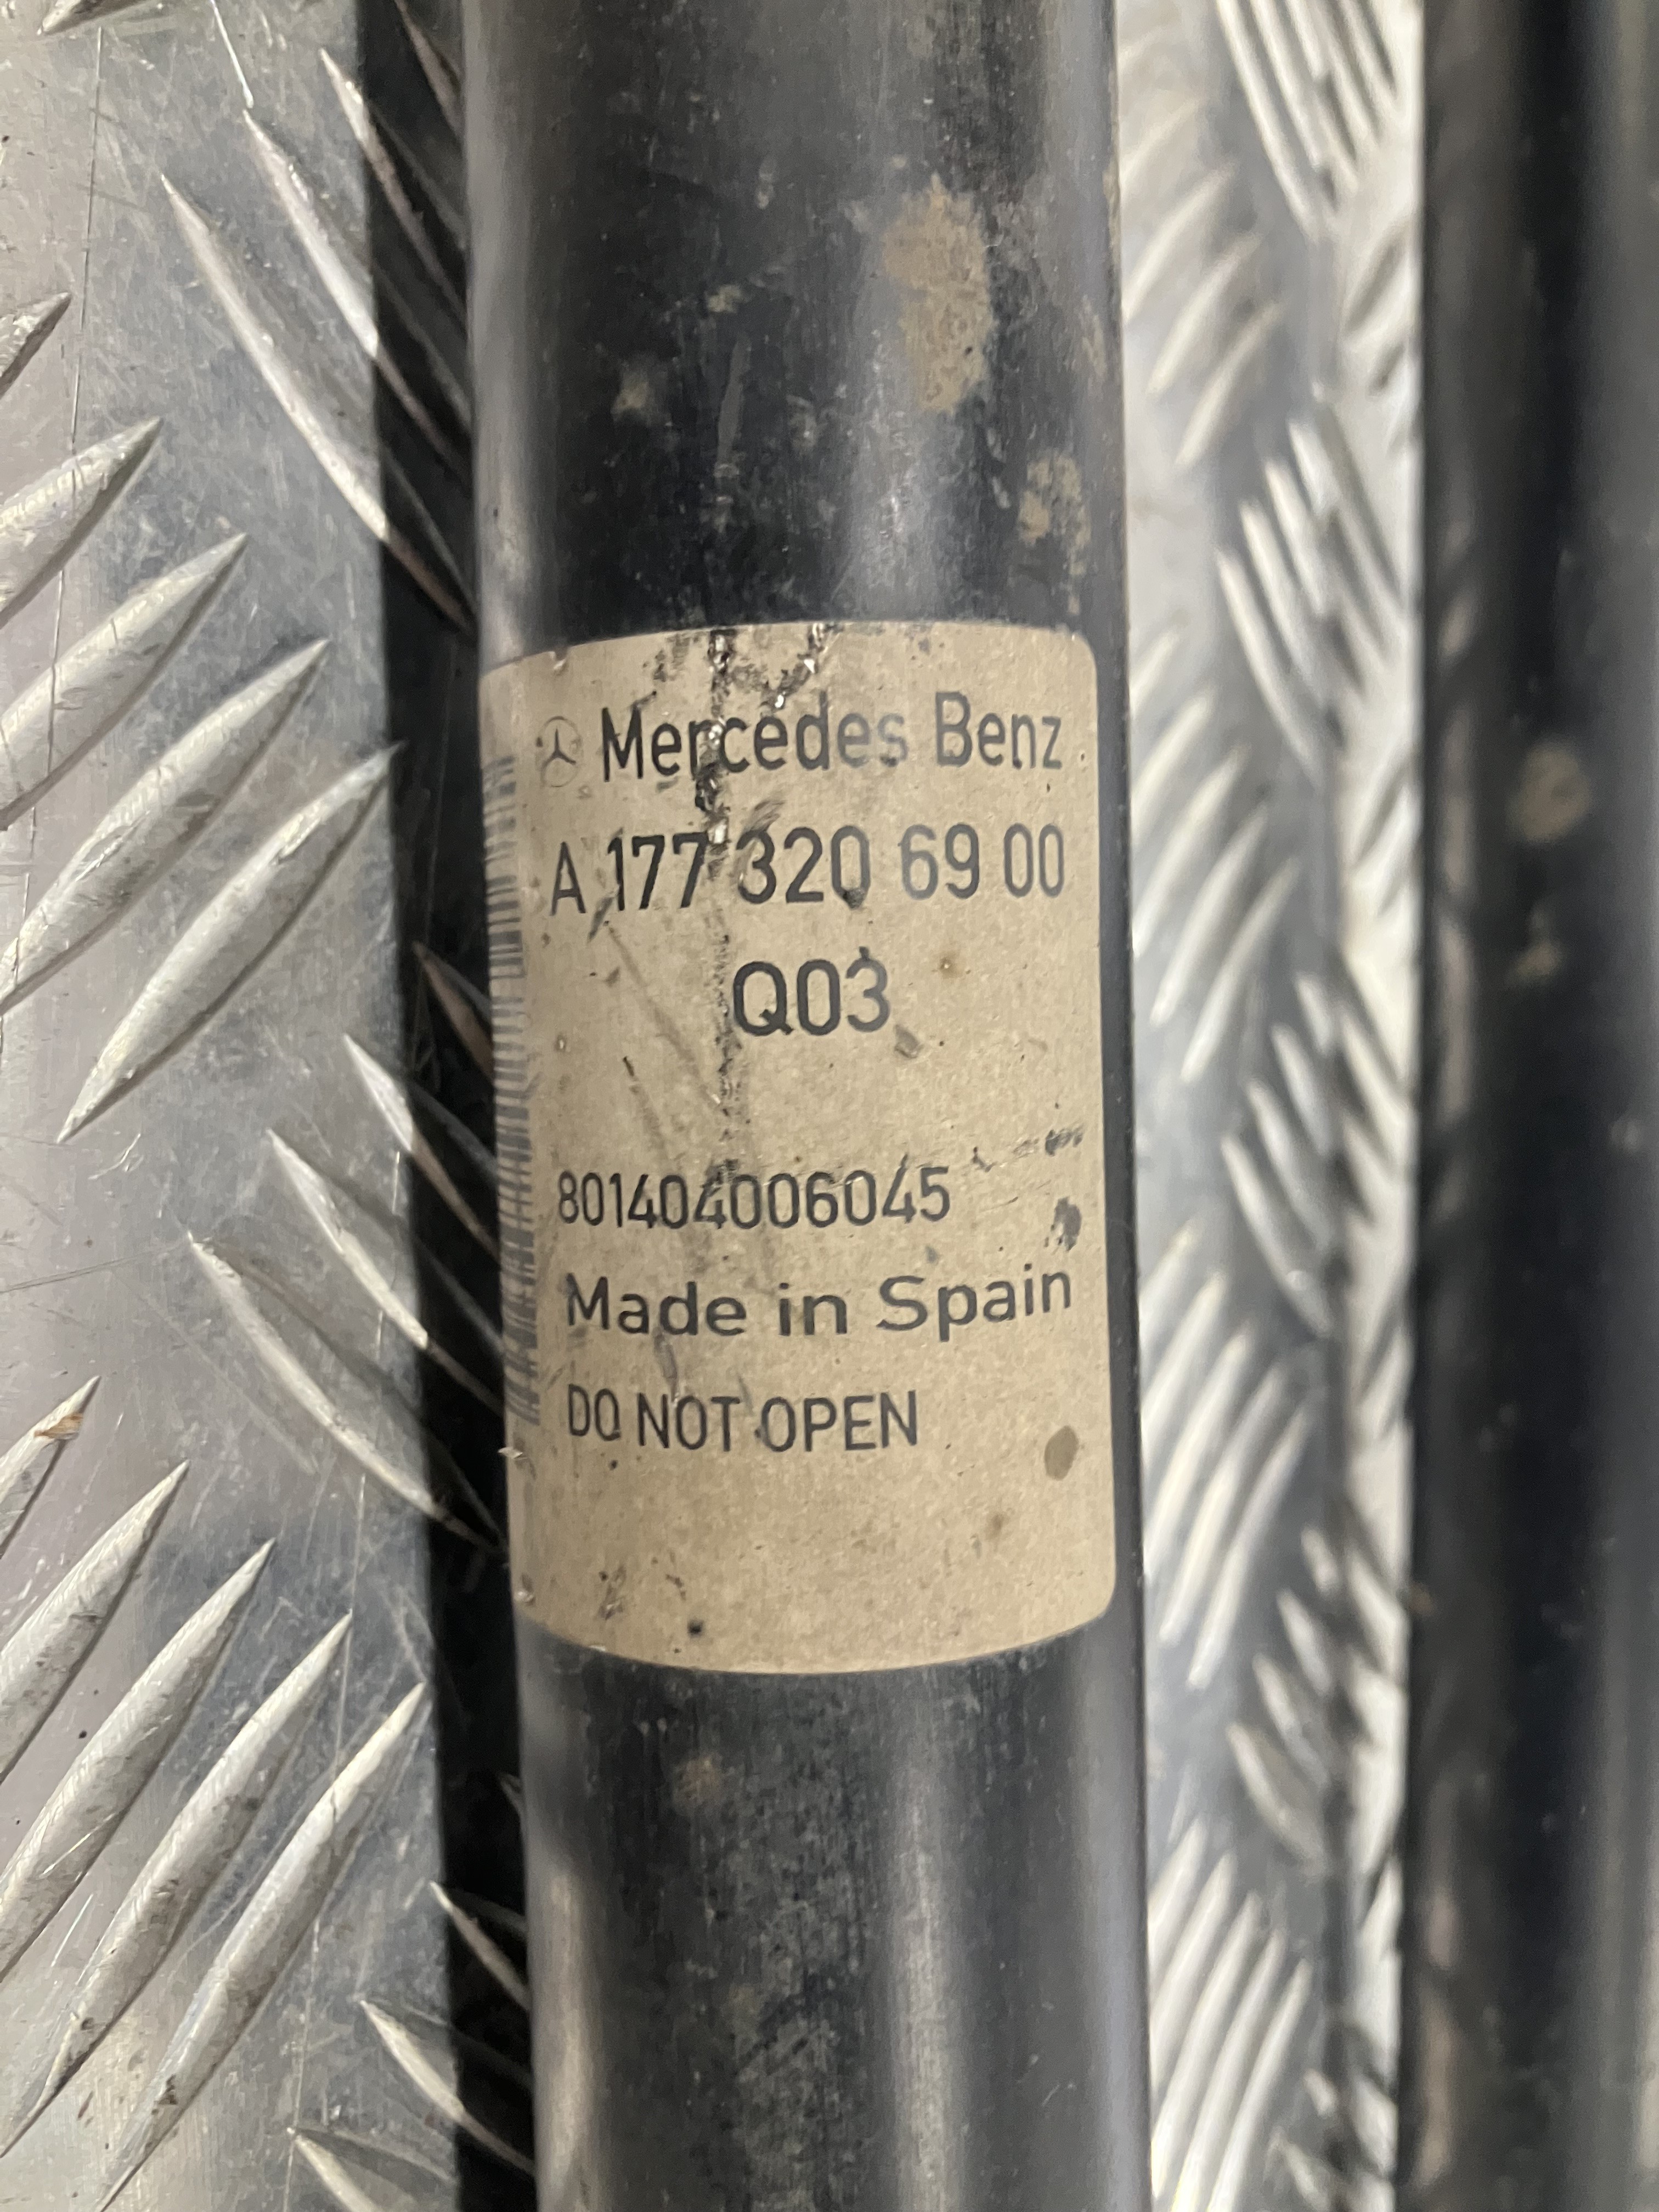 Mercedes Benz
A 177 320 69 00
Q03
801404006045
Made in Spain
DO NOT OPEN